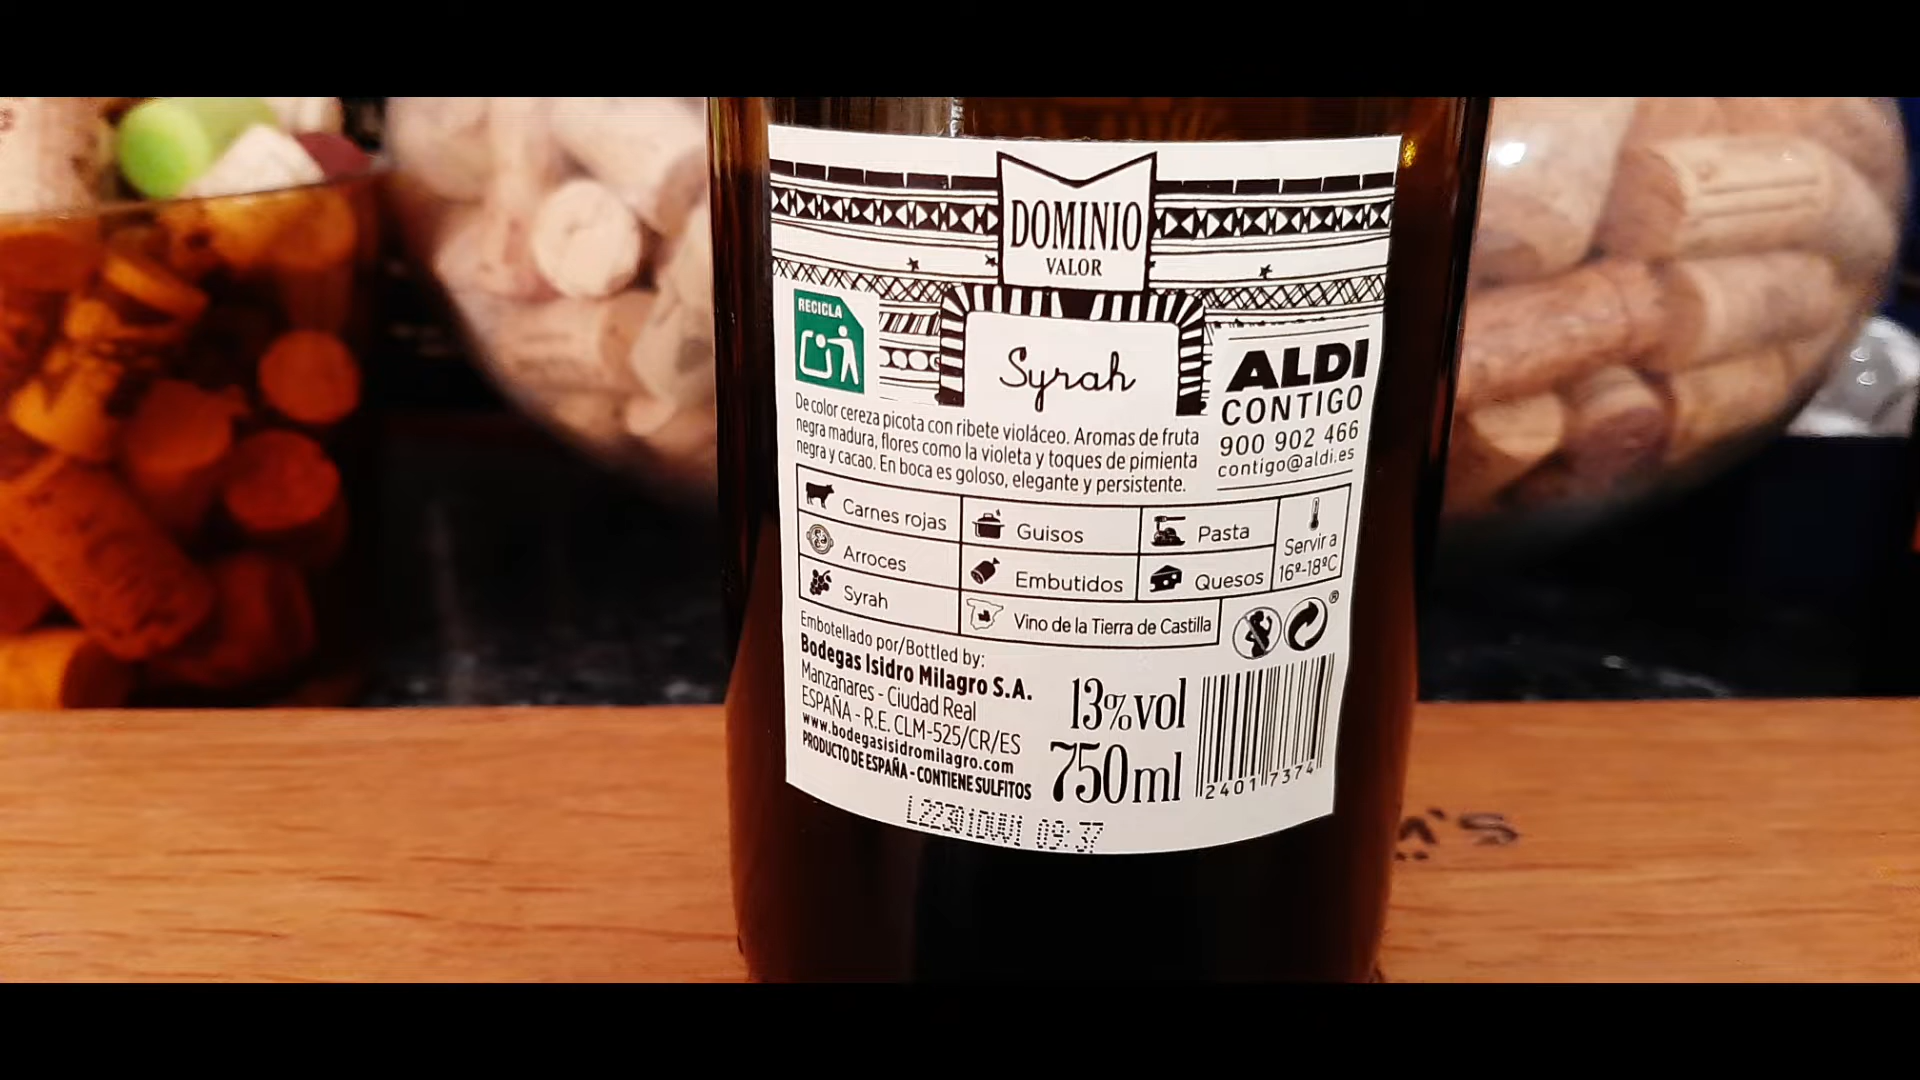 DOMINIO
VALOR
RECICLA
Syrah
ALDI
CONTIGO
900 902 466
contigo@aldi.es
De color cereza picota con ribete violáceo. Aromas de fruta
negra madura, flores como la violeta y toques de pimienta
negra y cacao. En boca es goloso, elegante y persistente.
Carnes rojas
Guisos
Pasta
Servir a
16º-18ºC
Arroces
Embutidos
Quesos
Syrah
Vino de la Tierra de Castilla
®
Embotellado por/Bottled by:
Bodegas Isidro Milagro S.A.
Manzanares - Ciudad Real
ESPAÑA - R.E. CLM-525/CR/ES
www.bodegasisidromilagro.com
PRODUCTO DE ESPAÑA - CONTIENE SULFITOS
13%vol
750ml
24017374
09:37